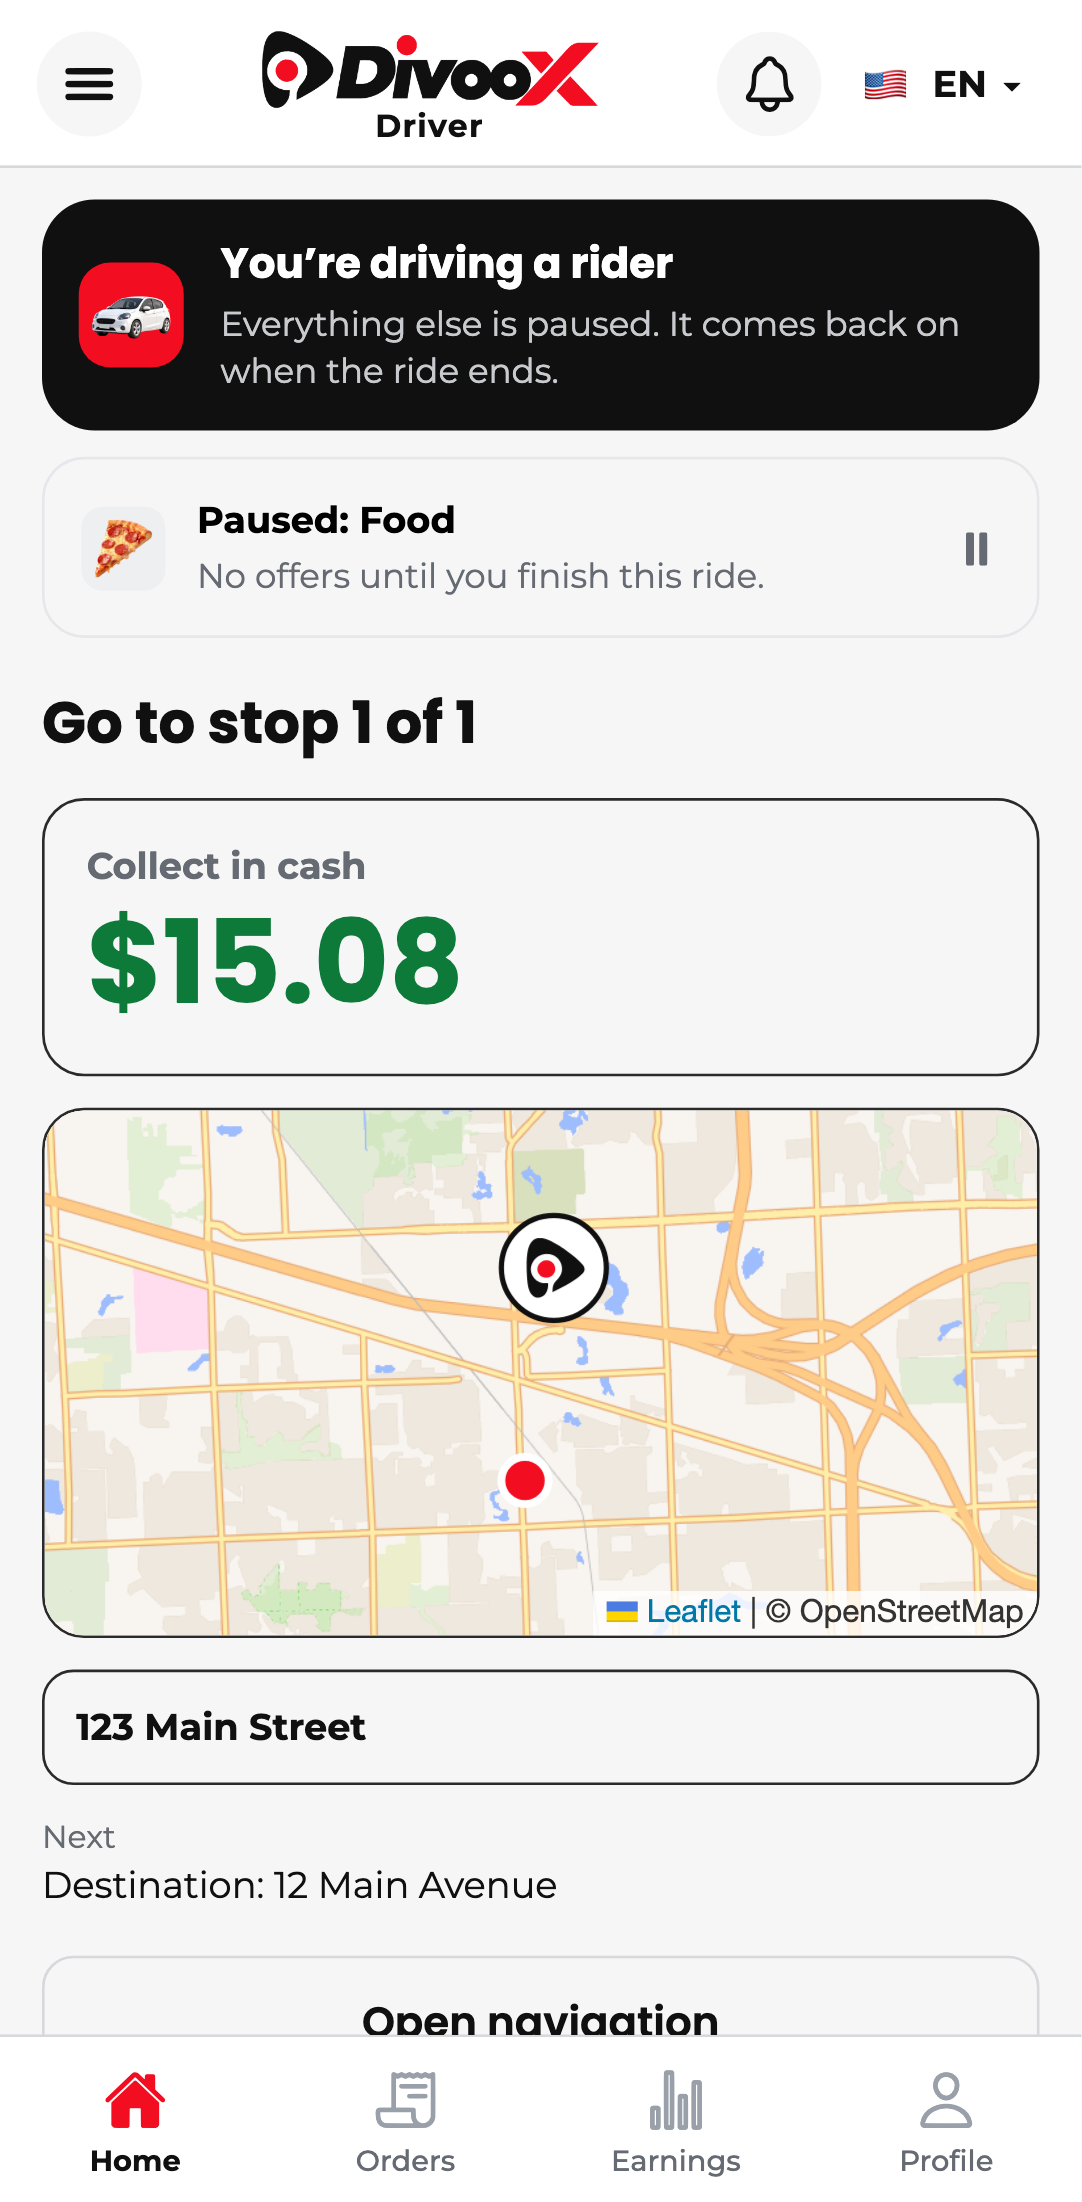 DivooX
Driver
EN
You’re driving a rider
Everything else is paused. It comes back on
when the ride ends.
Paused: Food
No offers until you finish this ride.
Go to stop 1 of 1
Collect in cash
$15.08
Leaflet | © OpenStreetMap
123 Main Street
Next
Destination: 12 Main Avenue
Open navigation
Home
Orders
Earnings
Profile